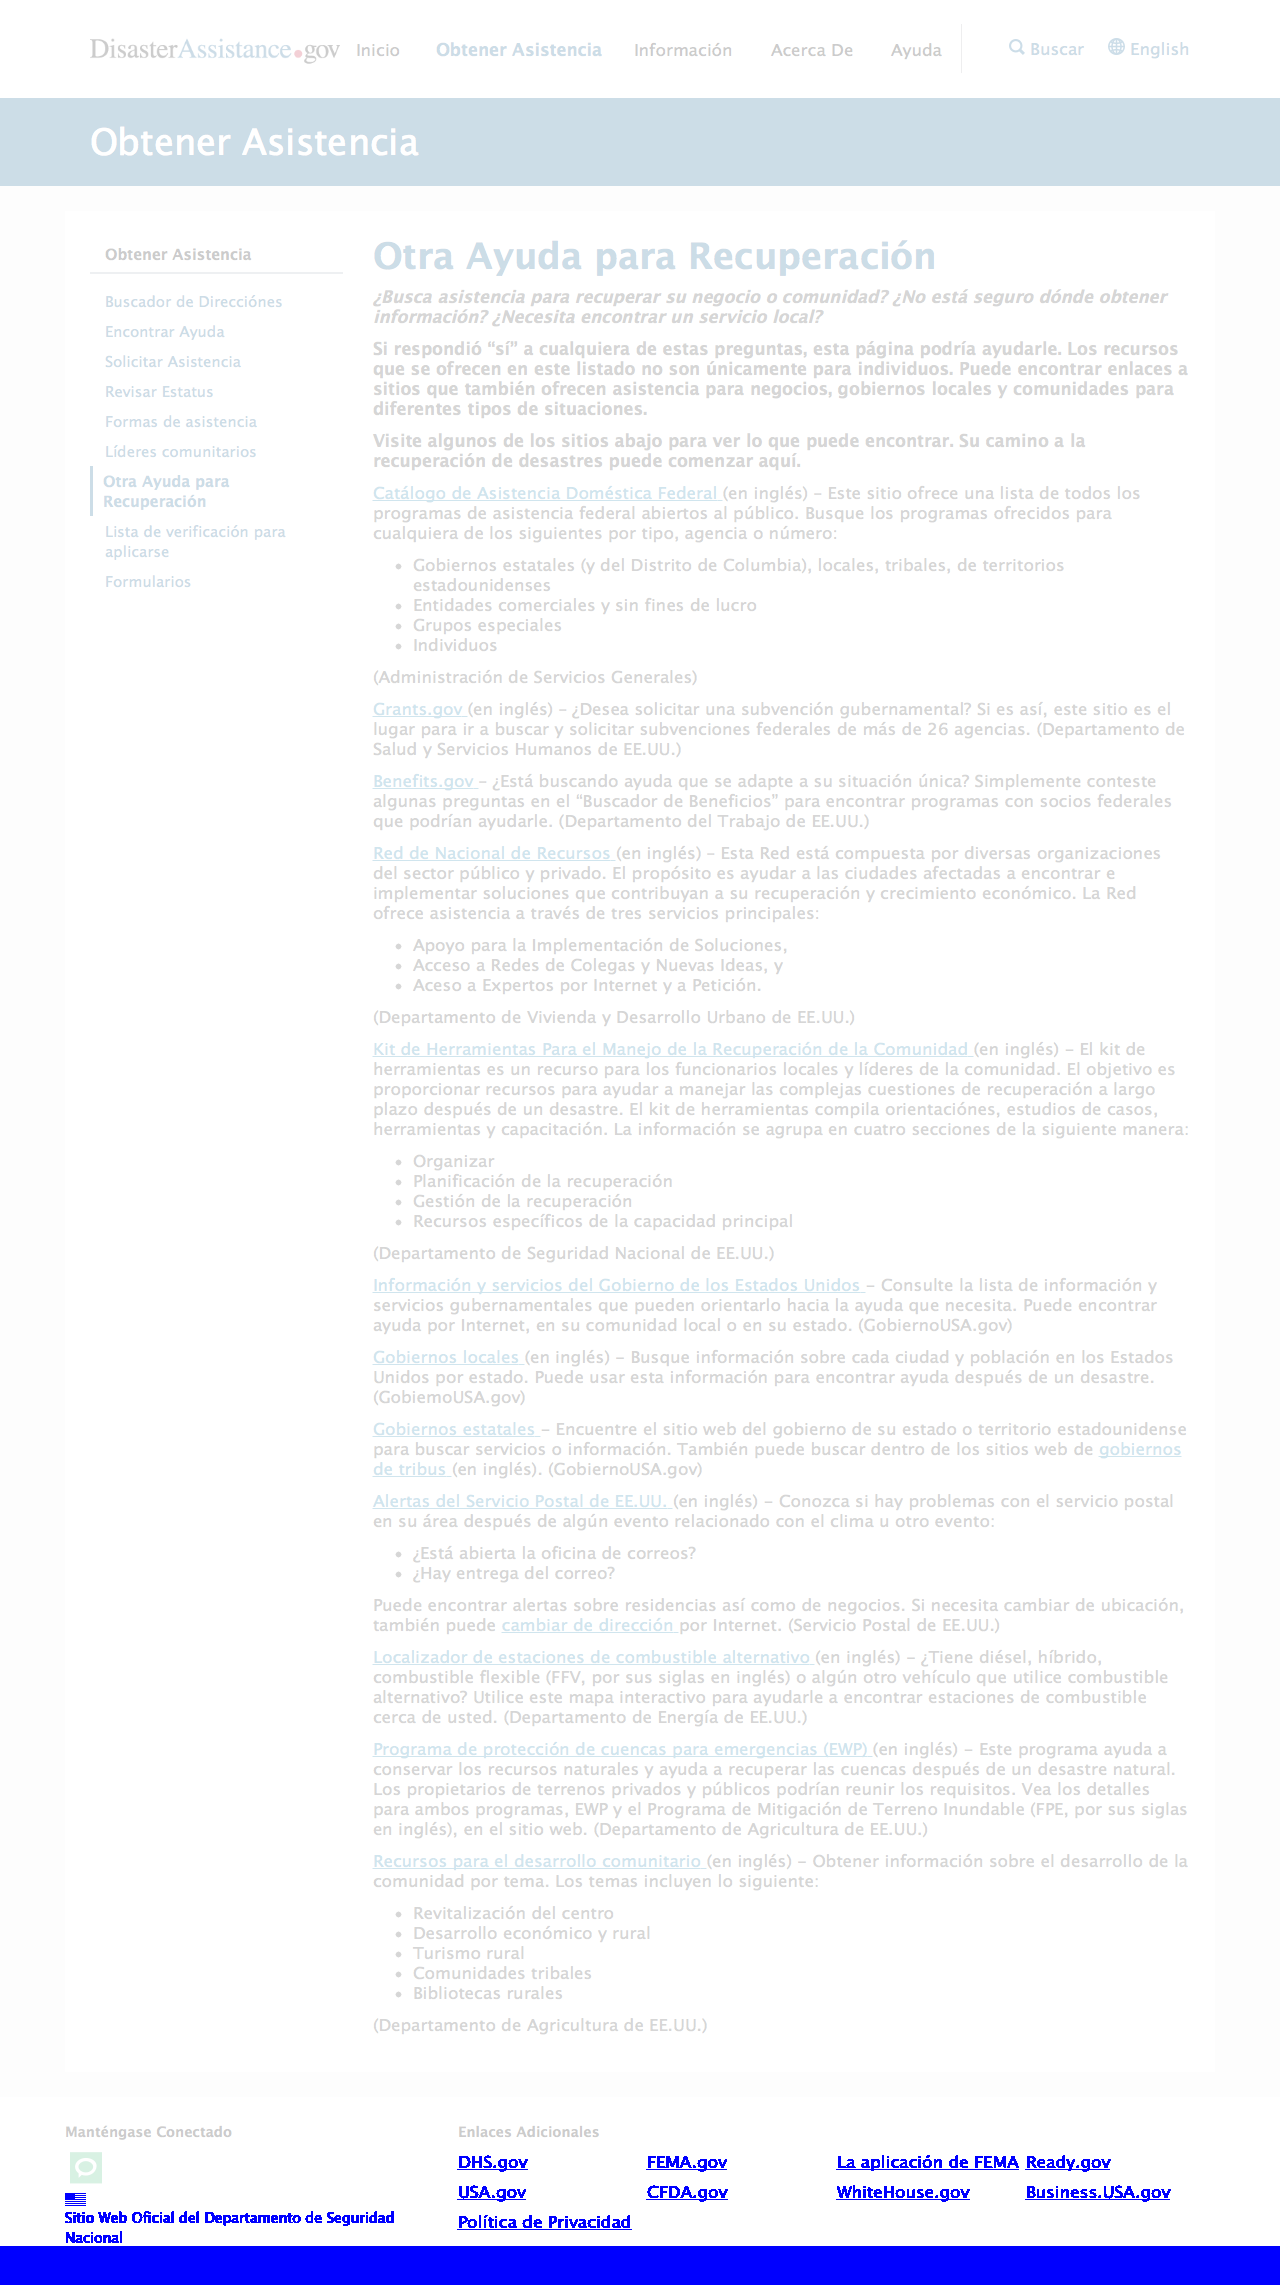 DisasterAssistance.gov Inicio Obtener Asistencia Información Acerca De Ayuda Buscar English
Obtener Asistencia
Obtener Asistencia
Buscador de Direcciónes
Encontrar Ayuda
Solicitar Asistencia
Revisar Estatus
Formas de asistencia
Líderes comunitarios
Otra Ayuda para
Recuperación
Lista de verificación para
aplicarse
Formularios
Otra Ayuda para Recuperación
¿Busca asistencia para recuperar su negocio o comunidad? ¿No está seguro dónde obtener
información? ¿Necesita encontrar un servicio local?
Si respondió “sí” a cualquiera de estas preguntas, esta página podría ayudarle. Los recursos
que se ofrecen en este listado no son únicamente para individuos. Puede encontrar enlaces a
sitios que también ofrecen asistencia para negocios, gobiernos locales y comunidades para
diferentes tipos de situaciones.
Visite algunos de los sitios abajo para ver lo que puede encontrar. Su camino a la
recuperación de desastres puede comenzar aquí.
Catálogo de Asistencia Doméstica Federal (en inglés) – Este sitio ofrece una lista de todos los
programas de asistencia federal abiertos al público. Busque los programas ofrecidos para
cualquiera de los siguientes por tipo, agencia o número:
• Gobiernos estatales (y del Distrito de Columbia), locales, tribales, de territorios
estadounidenses
• Entidades comerciales y sin fines de lucro
• Grupos especiales
• Individuos
(Administración de Servicios Generales)
Grants.gov (en inglés) – ¿Desea solicitar una subvención gubernamental? Si es así, este sitio es el
lugar para ir a buscar y solicitar subvenciones federales de más de 26 agencias. (Departamento de
Salud y Servicios Humanos de EE.UU.)
Benefits.gov – ¿Está buscando ayuda que se adapte a su situación única? Simplemente conteste
algunas preguntas en el “Buscador de Beneficios” para encontrar programas con socios federales
que podrían ayudarle. (Departamento del Trabajo de EE.UU.)
Red de Nacional de Recursos (en inglés) – Esta Red está compuesta por diversas organizaciones
del sector público y privado. El propósito es ayudar a las ciudades afectadas a encontrar e
implementar soluciones que contribuyan a su recuperación y crecimiento económico. La Red
ofrece asistencia a través de tres servicios principales:
• Apoyo para la Implementación de Soluciones,
• Acceso a Redes de Colegas y Nuevas Ideas, y
• Aceso a Expertos por Internet y a Petición.
(Departamento de Vivienda y Desarrollo Urbano de EE.UU.)
Kit de Herramientas Para el Manejo de la Recuperación de la Comunidad (en inglés) – El kit de
herramientas es un recurso para los funcionarios locales y líderes de la comunidad. El objetivo es
proporcionar recursos para ayudar a manejar las complejas cuestiones de recuperación a largo
plazo después de un desastre. El kit de herramientas compila orientaciónes, estudios de casos,
herramientas y capacitación. La información se agrupa en cuatro secciones de la siguiente manera:
• Organizar
• Planificación de la recuperación
• Gestión de la recuperación
• Recursos específicos de la capacidad principal
(Departamento de Seguridad Nacional de EE.UU.)
Información y servicios del Gobierno de los Estados Unidos – Consulte la lista de información y
servicios gubernamentales que pueden orientarlo hacia la ayuda que necesita. Puede encontrar
ayuda por Internet, en su comunidad local o en su estado. (GobiernoUSA.gov)
Gobiernos locales (en inglés) – Busque información sobre cada ciudad y población en los Estados
Unidos por estado. Puede usar esta información para encontrar ayuda después de un desastre.
(GobiemoUSA.gov)
Gobiernos estatales – Encuentre el sitio web del gobierno de su estado o territorio estadounidense
para buscar servicios o información. También puede buscar dentro de los sitios web de gobiernos
de tribus (en inglés). (GobiernoUSA.gov)
Alertas del Servicio Postal de EE.UU. (en inglés) – Conozca si hay problemas con el servicio postal
en su área después de algún evento relacionado con el clima u otro evento:
• ¿Está abierta la oficina de correos?
• ¿Hay entrega del correo?
Puede encontrar alertas sobre residencias así como de negocios. Si necesita cambiar de ubicación,
también puede cambiar de dirección por Internet. (Servicio Postal de EE.UU.)
Localizador de estaciones de combustible alternativo (en inglés) – ¿Tiene diésel, híbrido,
combustible flexible (FFV, por sus siglas en inglés) o algún otro vehículo que utilice combustible
alternativo? Utilice este mapa interactivo para ayudarle a encontrar estaciones de combustible
cerca de usted. (Departamento de Energía de EE.UU.)
Programa de protección de cuencas para emergencias (EWP) (en inglés) – Este programa ayuda a
conservar los recursos naturales y ayuda a recuperar las cuencas después de un desastre natural.
Los propietarios de terrenos privados y públicos podrían reunir los requisitos. Vea los detalles
para ambos programas, EWP y el Programa de Mitigación de Terreno Inundable (FPE, por sus siglas
en inglés), en el sitio web. (Departamento de Agricultura de EE.UU.)
Recursos para el desarrollo comunitario (en inglés) – Obtener información sobre el desarrollo de la
comunidad por tema. Los temas incluyen lo siguiente:
• Revitalización del centro
• Desarrollo económico y rural
• Turismo rural
• Comunidades tribales
• Bibliotecas rurales
(Departamento de Agricultura de EE.UU.)
Manténgase Conectado
Sitio Web Oficial del Departamento de Seguridad
Nacional
Enlaces Adicionales
DHS.gov FEMA.gov La aplicación de FEMA Ready.gov
USA.gov CFDA.gov WhiteHouse.gov Business.USA.gov
Política de Privacidad